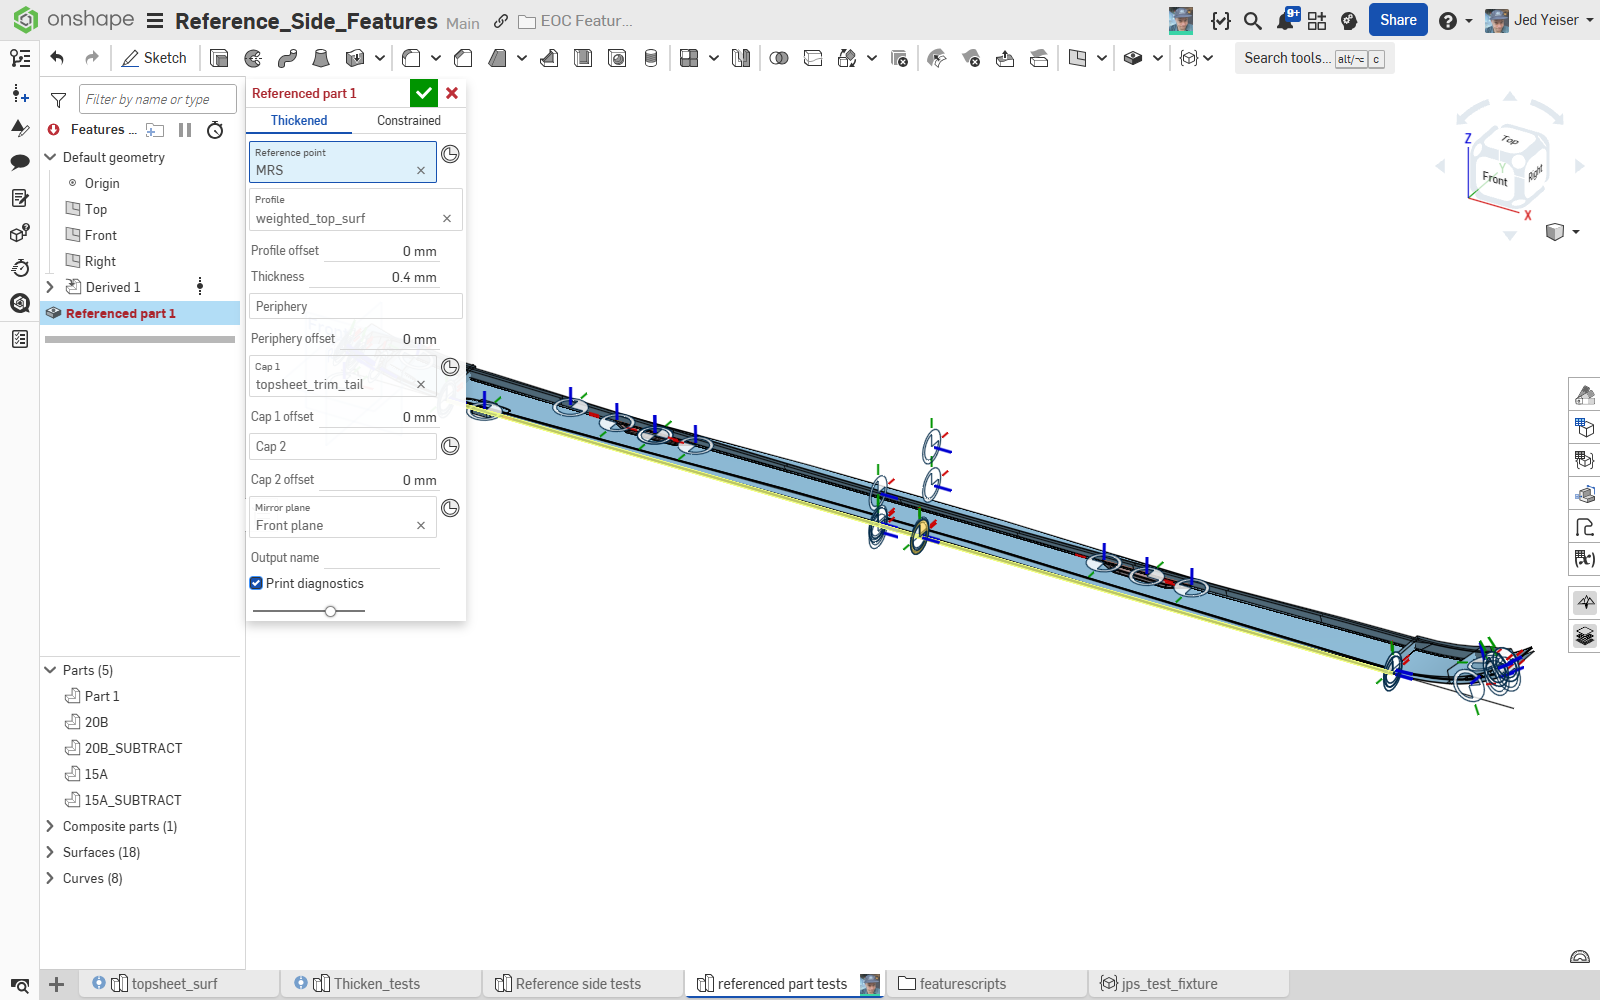 onshape
Reference_Side_Features Main
EOC Featur...
9+
Share
Jed Yeiser
Sketch
Search tools... alt/⌥ c
Filter by name or type
Features ...
Default geometry
Origin
Top
Front
Right
Derived 1
Referenced part 1
Parts (5)
Part 1
20B
20B_SUBTRACT
15A
15A_SUBTRACT
Composite parts (1)
Surfaces (18)
Curves (8)
Referenced part 1
Thickened Constrained
Reference point
MRS
Profile
weighted_top_surf
Profile offset 0 mm
Thickness 0.4 mm
Periphery
Periphery offset 0 mm
Cap 1
topsheet_trim_tail
Cap 1 offset 0 mm
Cap 2
Cap 2 offset 0 mm
Mirror plane
Front plane
Output name
Print diagnostics
Z
Top
Y
Front
Right
X
topsheet_surf
Thicken_tests
Reference side tests
referenced part tests
featurescripts
jps_test_fixture